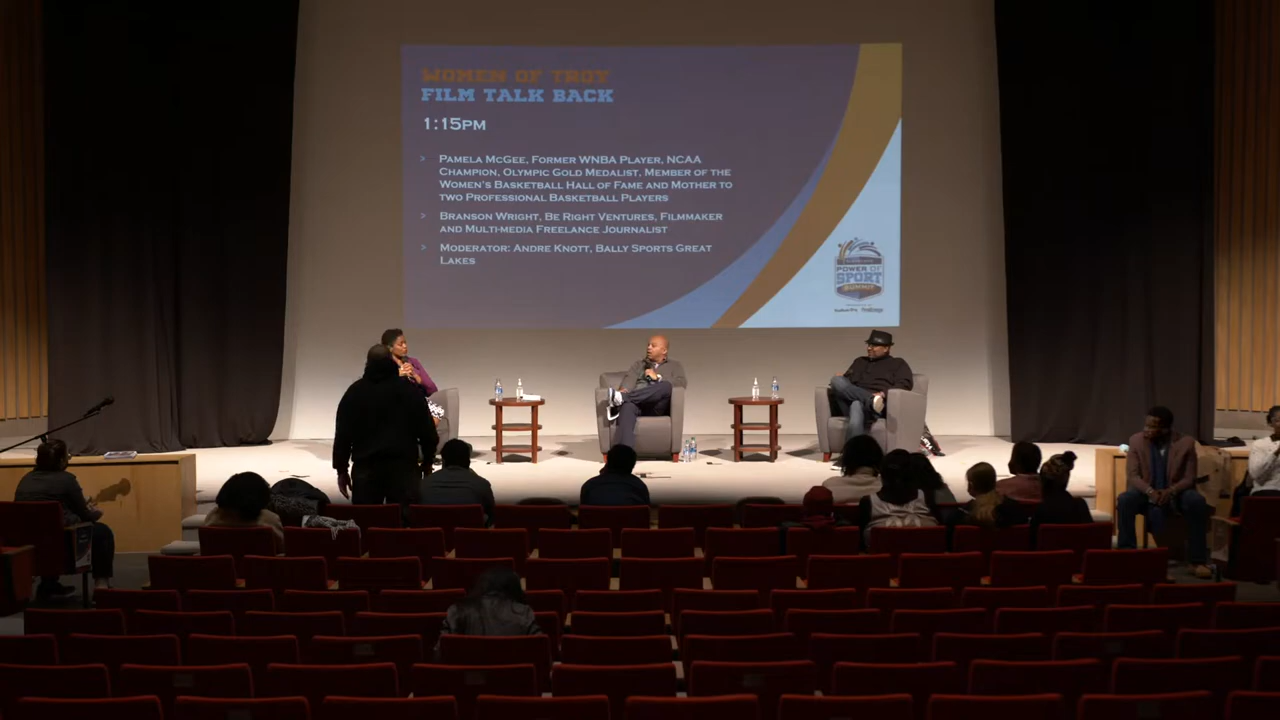 WOMEN OF TROY
FILM TALK BACK
1:15PM
> PAMELA MCGEE, FORMER WNBA PLAYER, NCAA
CHAMPION, OLYMPIC GOLD MEDALIST, MEMBER OF THE
WOMEN'S BASKETBALL HALL OF FAME AND MOTHER TO
TWO PROFESSIONAL BASKETBALL PLAYERS
> BRANSON WRIGHT, BE RIGHT VENTURES, FILMMAKER
AND MULTI-MEDIA FREELANCE JOURNALIST
> MODERATOR: ANDRE KNOTT, BALLY SPORTS GREAT
LAKES
POWER OF
SPORT
SUMMIT